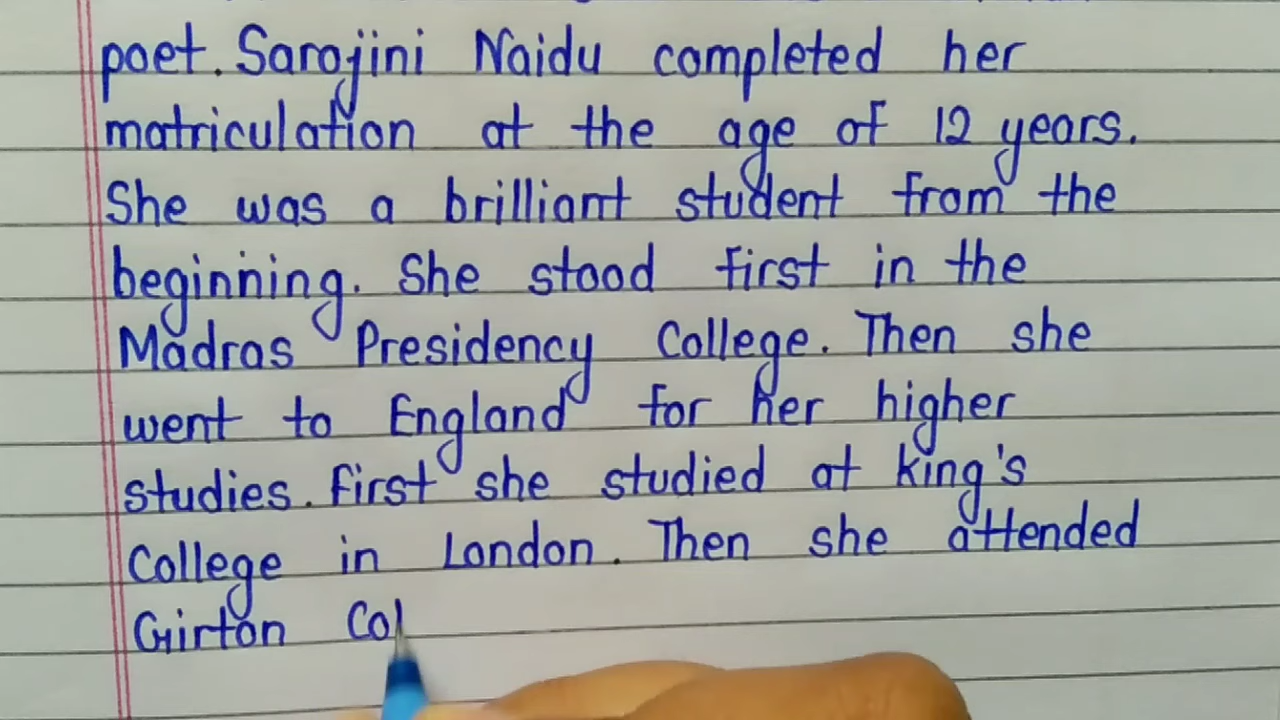 poet. Sarojini Naidu completed her
matriculation at the age of 12 years.
She was a brilliant student from the
beginning. She stood first in the
Madras Presidency College. Then she
went to England for her higher
studies. First she studied at King's
College in London. Then she attended
Girton Col